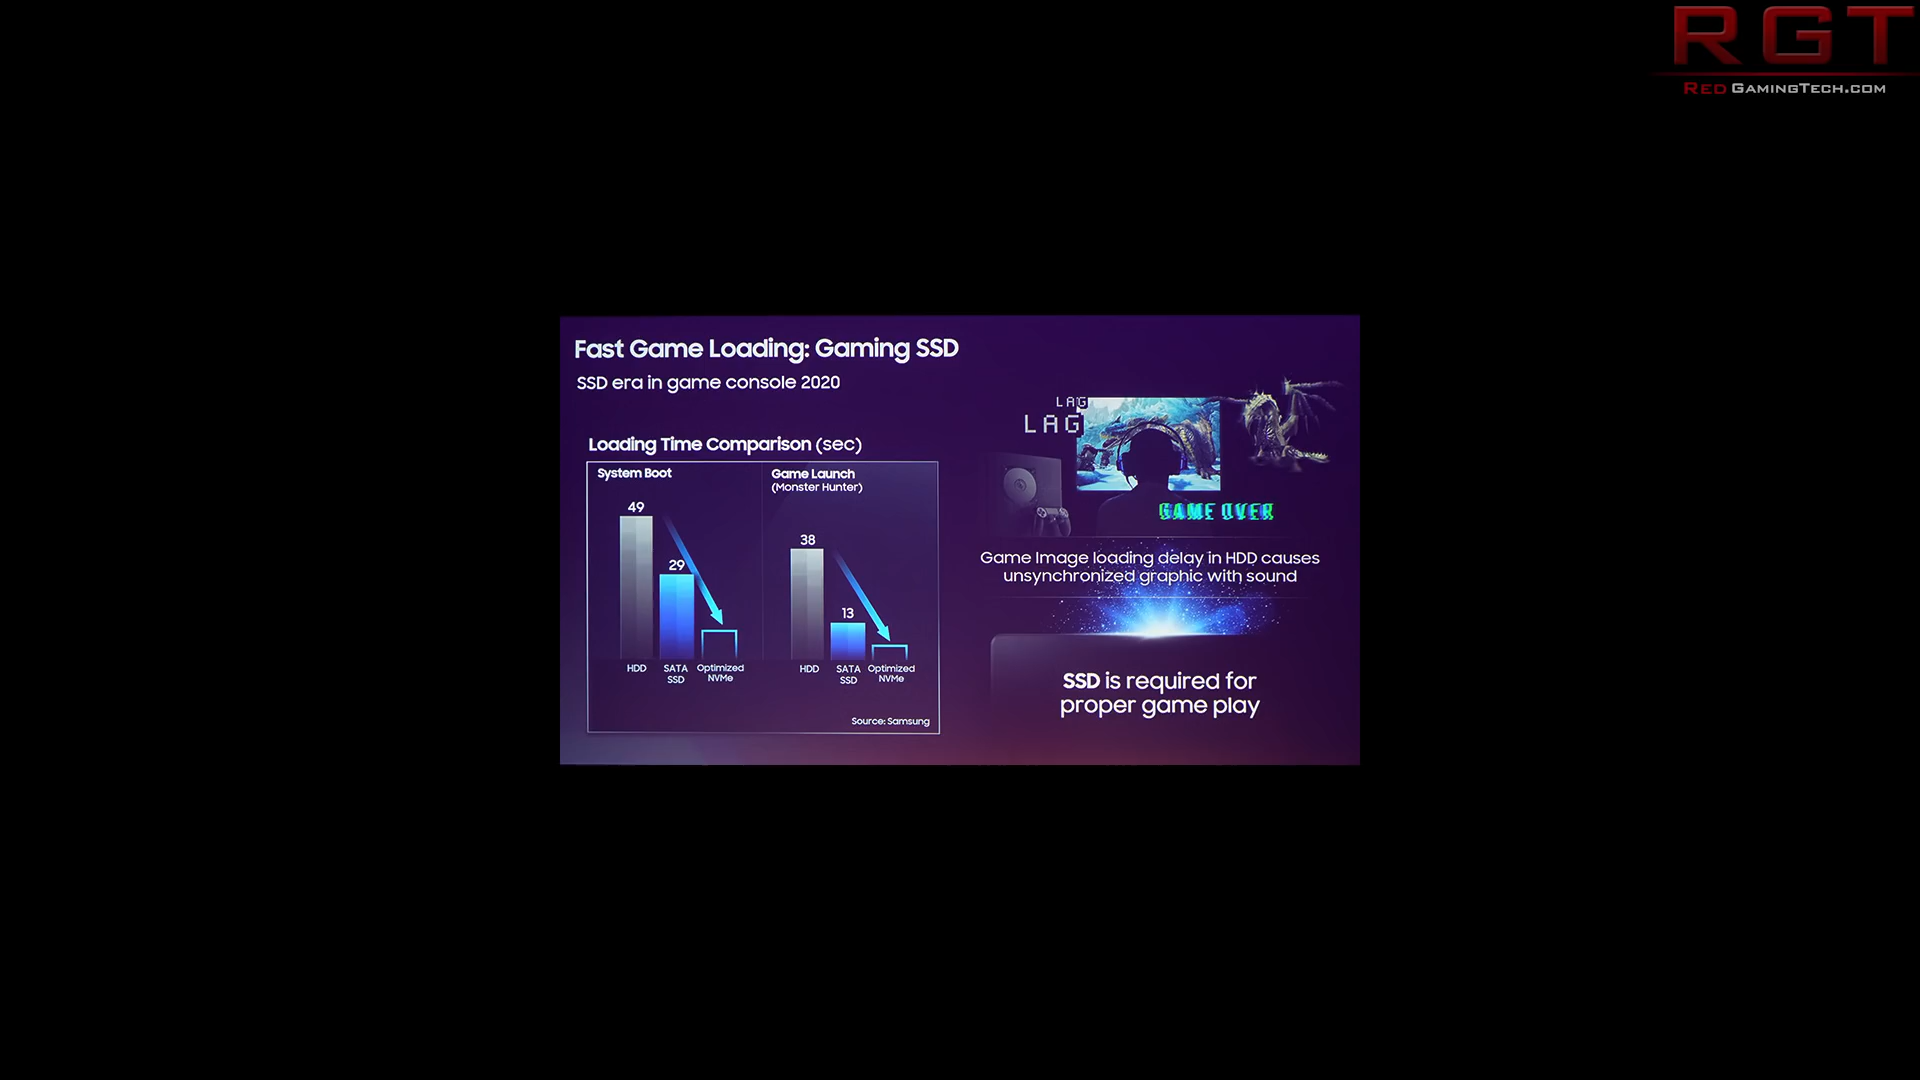 RGT
RED GAMINGTECH.COM
Fast Game Loading: Gaming SSD
SSD era in game console 2020
Loading Time Comparison (sec)
System Boot
49
29
HDD
SATA
SSD
Optimized
NVMe
Game Launch
(Monster Hunter)
38
13
HDD
SATA
SSD
Optimized
NVMe
Source: Samsung
LAG
LAG
GAME OVER
Game Image loading delay in HDD causes
unsynchronized graphic with sound
SSD is required for
proper game play